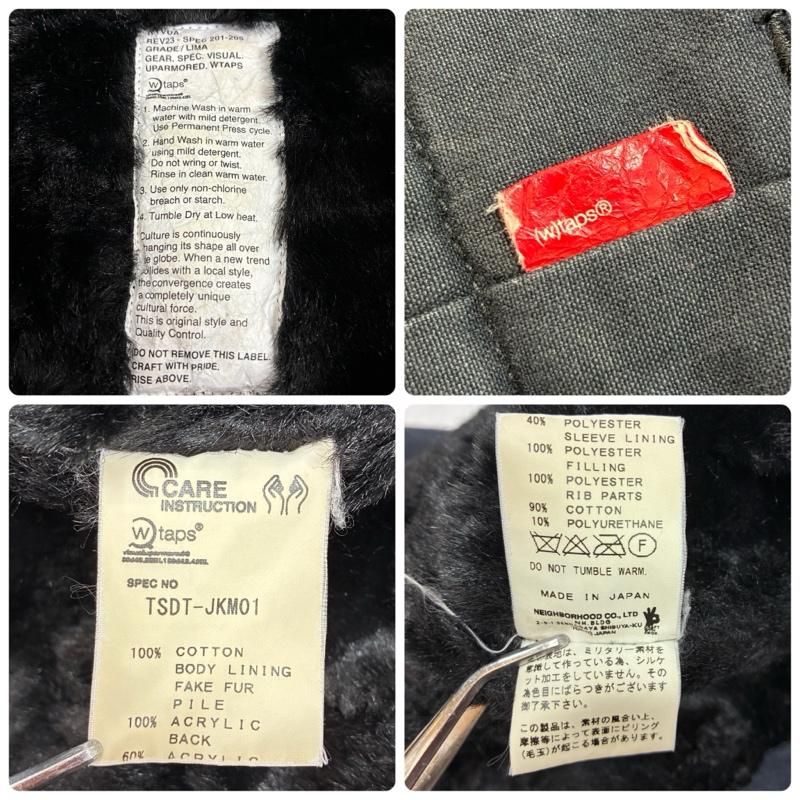 REV23 - SPEC 201-205
GRADE / LIMA
GEAR. SPEC. VISUAL.
UPARMORED. WTAPS
(w)taps®
1. Machine Wash in warm
water with mild detergent.
Use Permanent Press cycle.
2. Hand Wash in warm water
using mild detergent.
Do not wring or twist.
Rinse in clean warm water.
3. Use only non-chlorine
breach or starch.
4. Tumble Dry at Low heat.
Culture is continuously
hanging its shape all over
e globe. When a new trend
ollides with a local style,
the convergence creates
a completely unique
cultural force.
This is original style and
Quality Control.
DO NOT REMOVE THIS LABEL.
CRAFT WITH PRIDE.
RISE ABOVE.
(w)taps®
CARE
INSTRUCTION
(w)taps®
SPEC NO
TSDT-JKM01
100% COTTON
BODY LINING
FAKE FUR
PILE
100% ACRYLIC
BACK
60% ACRYLIC
40% POLYESTER
SLEEVE LINING
100% POLYESTER
FILLING
100% POLYESTER
RIB PARTS
90% COTTON
10% POLYURETHANE
F
DO NOT TUMBLE WARM.
MADE IN JAPAN
NEIGHBORHOOD CO., LTD
SHIBUYA-KU
JAPAN
は、ミリタリー素材を
意識して作っている為、シルケ
ット加工をしていません。その
為色目にばらつきがございます
御了承下さい。
この製品は、素材の風合い上、
摩擦等によって表面にピリング
(毛玉)が起こる場合があります。